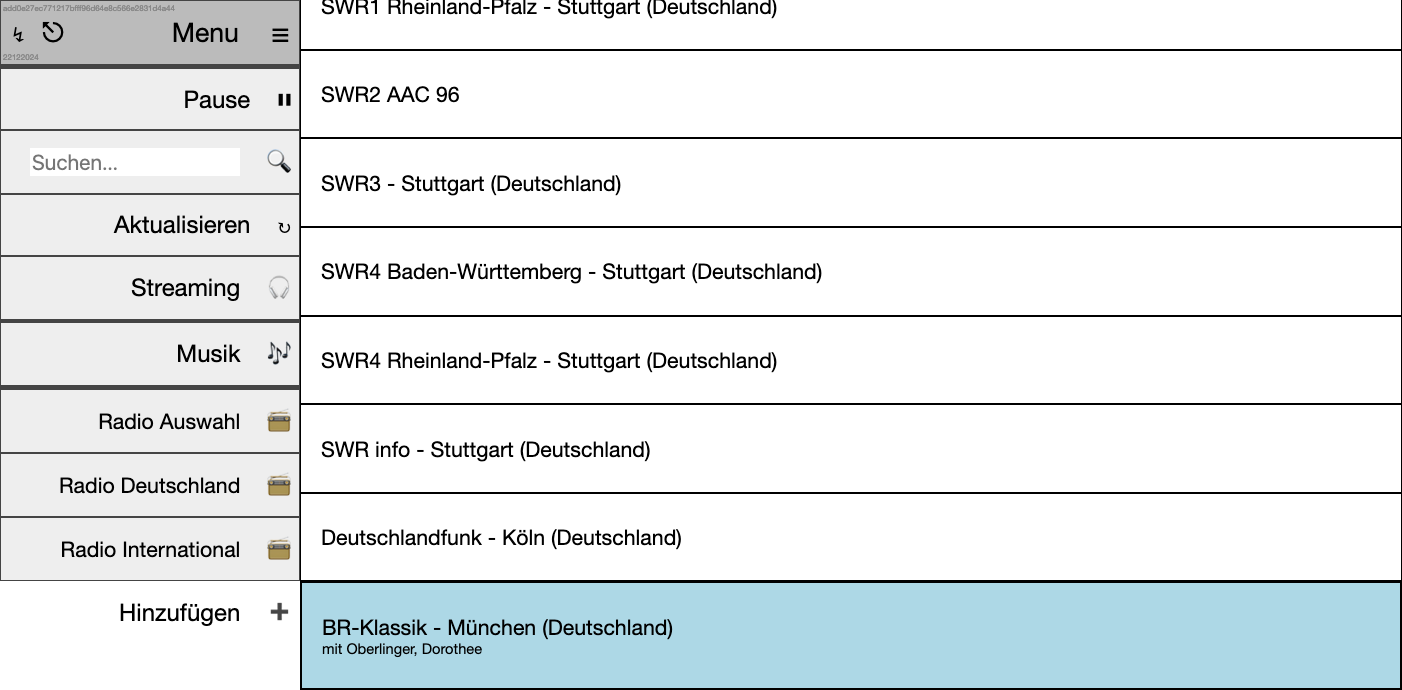 add0a27ec771217bfff96d64e8c566e2831d4a44
Menu
22122024
Pause
Suchen...
Aktualisieren
Streaming
Musik
Radio Auswahl
Radio Deutschland
Radio International
Hinzufügen
SWR1 Rheinland-Pfalz - Stuttgart (Deutschland)
SWR2 AAC 96
SWR3 - Stuttgart (Deutschland)
SWR4 Baden-Württemberg - Stuttgart (Deutschland)
SWR4 Rheinland-Pfalz - Stuttgart (Deutschland)
SWR info - Stuttgart (Deutschland)
Deutschlandfunk - Köln (Deutschland)
BR-Klassik - München (Deutschland)
mit Oberlinger, Dorothee